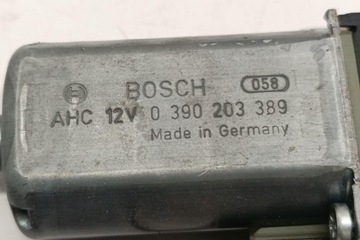 BOSCH 058
AHC 12V 0 390 203 389
Made in Germany